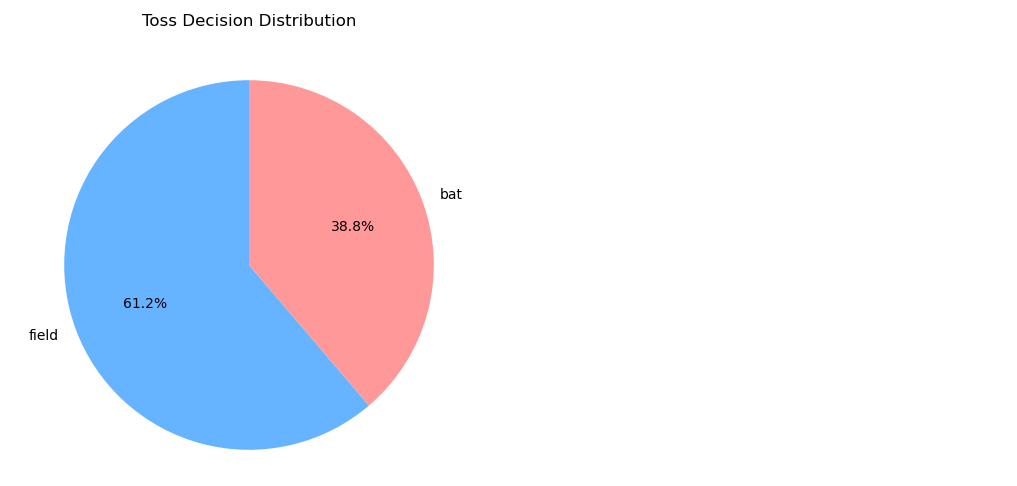 Toss Decision Distribution
bat
38.8%
61.2%
field